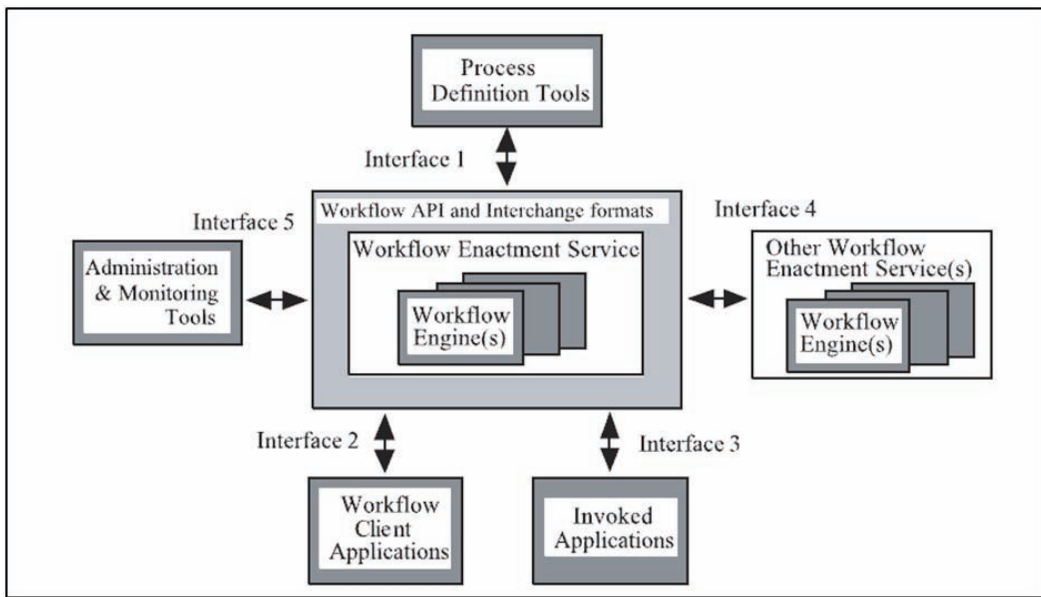 Process
Definition Tools
Interface 1
Workflow API and Interchange formats
Interface 5
Interface 4
Workflow Enactment Service
Other Workflow
Enactment Service(s)
Administration
& Monitoring
Tools
Workflow
Engine(s)
Workflow
Engine(s)
Interface 2
Interface 3
Workflow
Client
Applications
Invoked
Applications